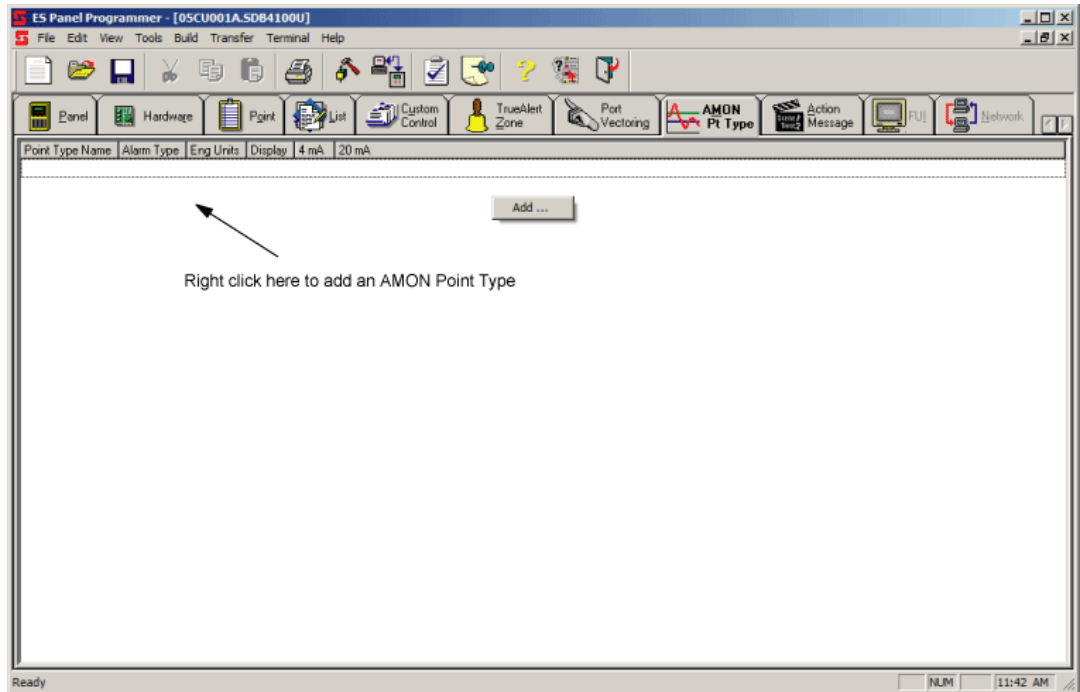 ES Panel Programmer - [05CU001A.SDB4100U]
File Edit View Tools Build Transfer Terminal Help
Panel Hardware Point List Custom Control TrueAlert Zone Port Vectoring AMON Pt Type Action Message FUI Network
Point Type Name Alarm Type Eng Units Display 4 mA 20 mA
Add ...
Right click here to add an AMON Point Type
Ready NUM 11:42 AM